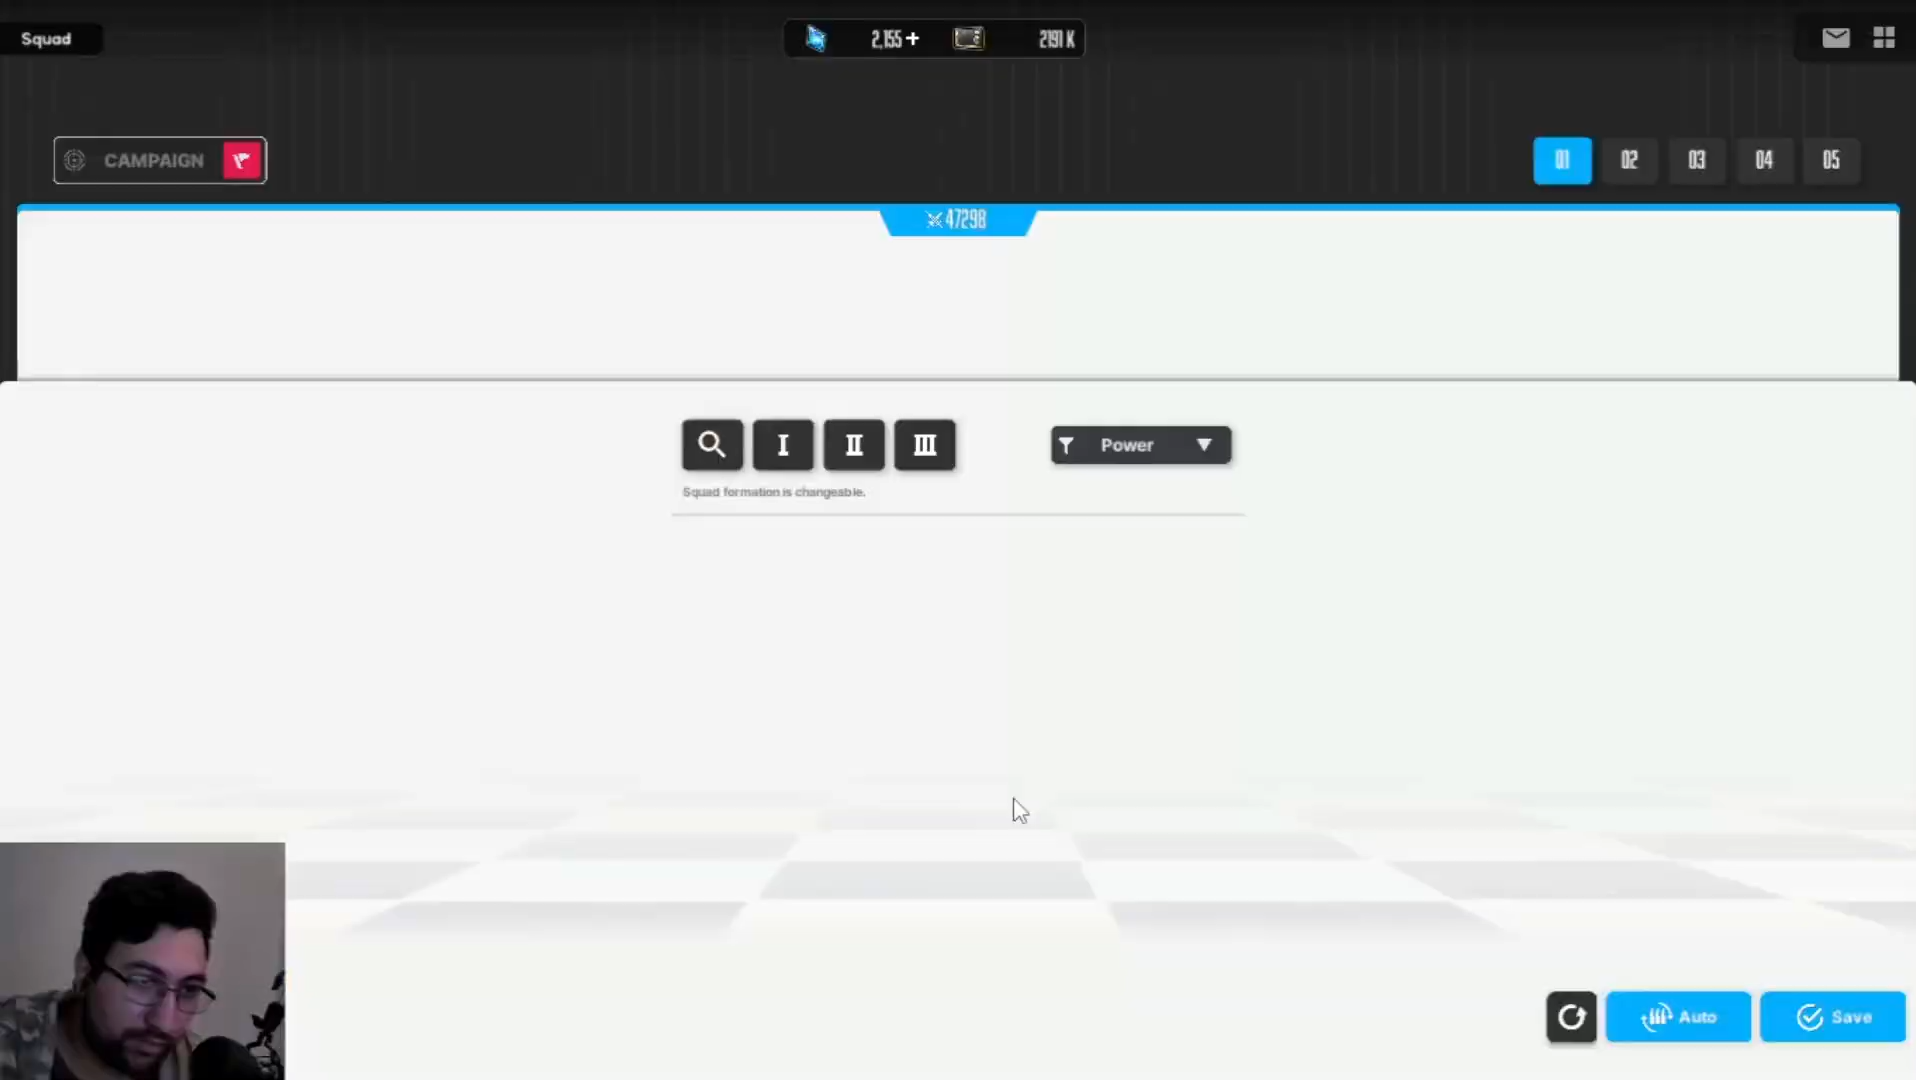 Squad
2,155 +
2191 K
CAMPAIGN
01 02 03 04 05
47298
I II III
Power
Squad formation is changeable.
Auto
Save